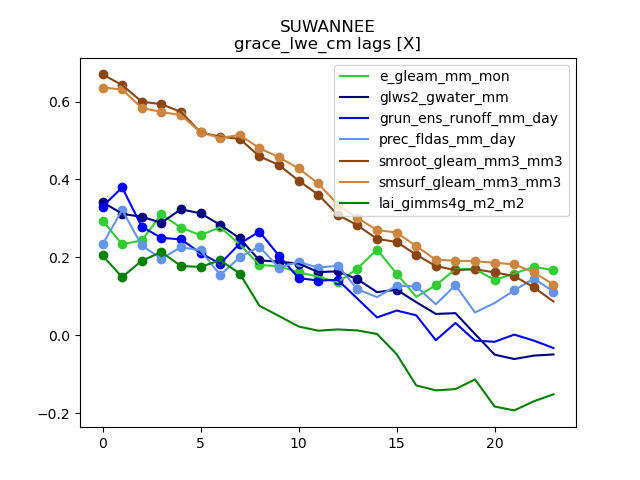 SUWANNEE
grace_lwe_cm lags [X]
e_gleam_mm_mon
glws2_gwater_mm
grun_ens_runoff_mm_day
prec_fldas_mm_day
smroot_gleam_mm3_mm3
smsurf_gleam_mm3_mm3
lai_gimms4g_m2_m2
0.6
0.4
0.2
0.0
−0.2
0 5 10 15 20